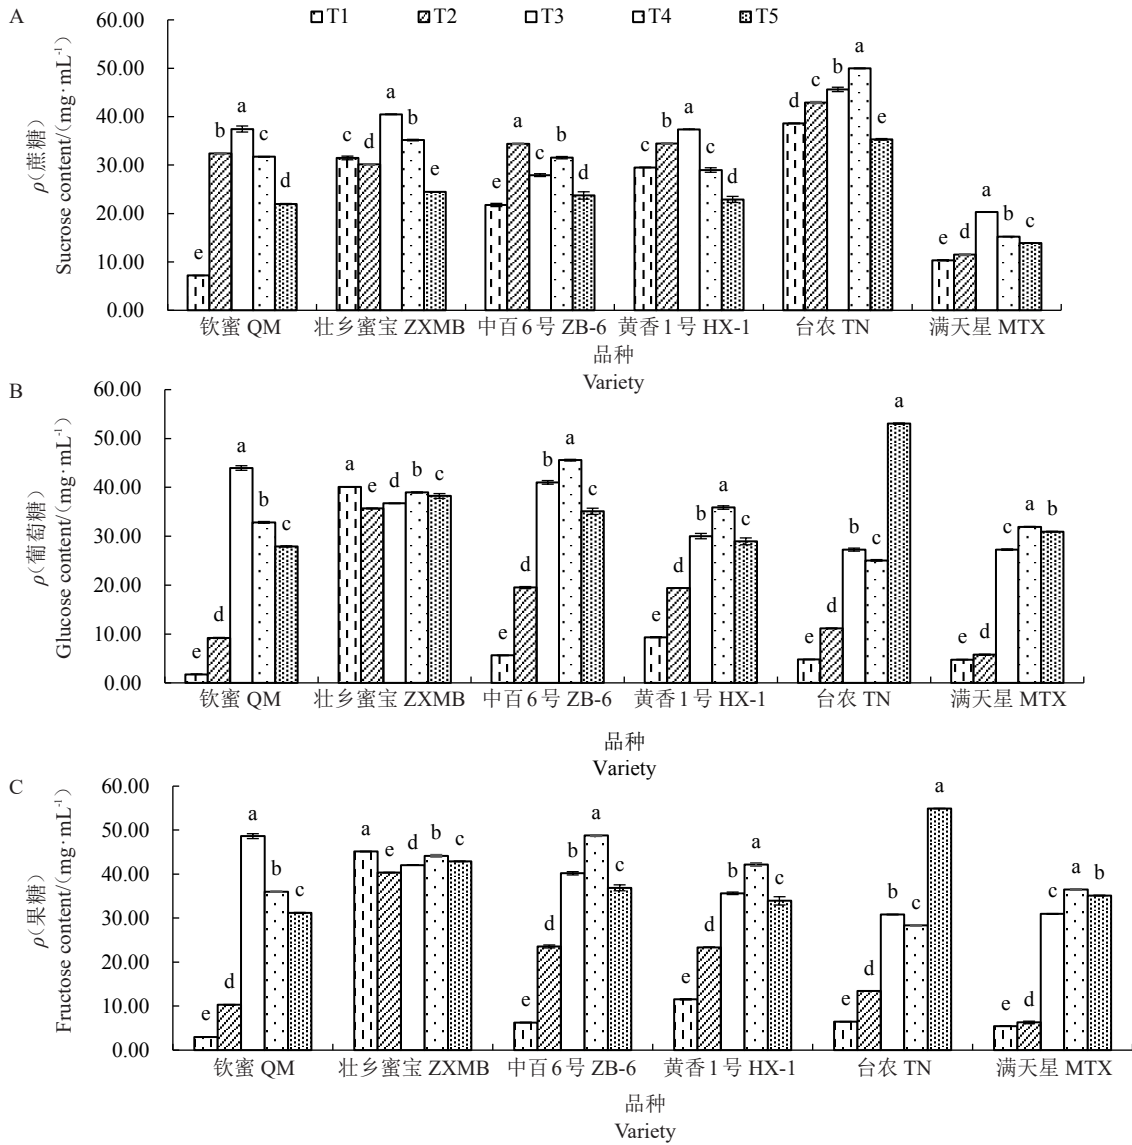 A
T1 T2 T3 T4 T5
ρ(蔗糖)
Sucrose content/(mg·mL⁻¹)
60.00
50.00
40.00
30.00
20.00
10.00
0.00
e b a c d
c d a b e
e a c b d
c b a c d
d c b a e
e d a b c
钦蜜 QM 壮乡蜜宝 ZXMB 中百6号 ZB-6 黄香1号 HX-1 台农 TN 满天星 MTX
品种
Variety
B
ρ(葡萄糖)
Glucose content/(mg·mL⁻¹)
60.00
50.00
40.00
30.00
20.00
10.00
0.00
e d a b c
a e d b c
e d b a c
e d b a c
e d b c a
e d c a b
钦蜜 QM 壮乡蜜宝 ZXMB 中百6号 ZB-6 黄香1号 HX-1 台农 TN 满天星 MTX
品种
Variety
C
ρ(果糖)
Fructose content/(mg·mL⁻¹)
60.00
50.00
40.00
30.00
20.00
10.00
0.00
e d a b c
a e d b c
e d b a c
e d b a c
e d b c a
e d c a b
钦蜜 QM 壮乡蜜宝 ZXMB 中百6号 ZB-6 黄香1号 HX-1 台农 TN 满天星 MTX
品种
Variety